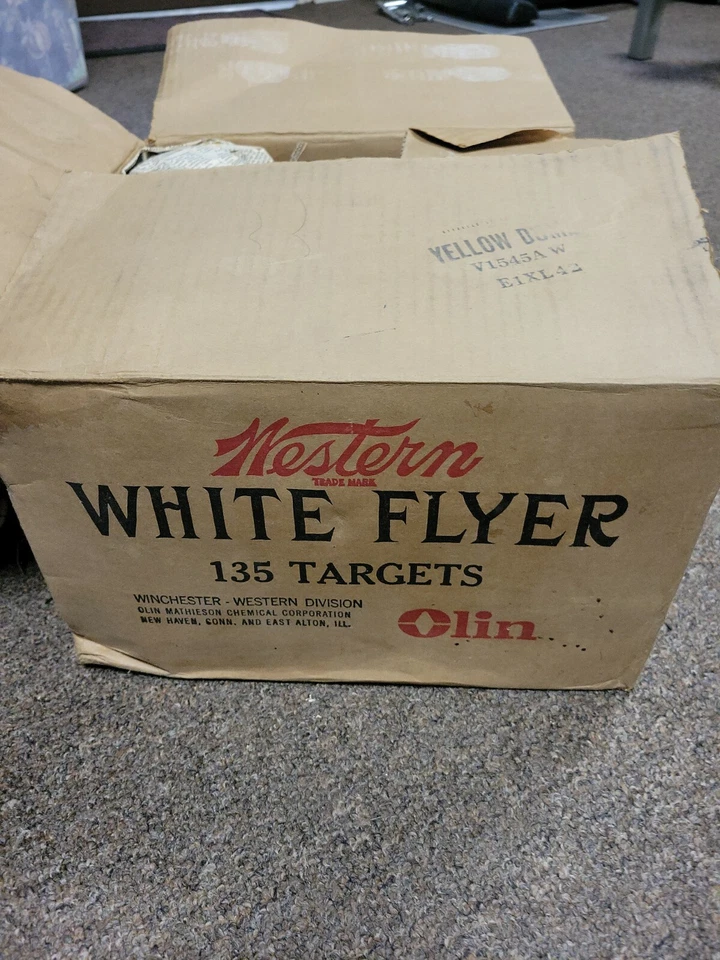 YELLOW
V1545A W
E1XL42
Western
TRADE MARK
WHITE FLYER
135 TARGETS
WINCHESTER - WESTERN DIVISION
OLIN MATHIESON CHEMICAL CORPORATION
NEW HAVEN, CONN. AND EAST ALTON, ILL.
Olin